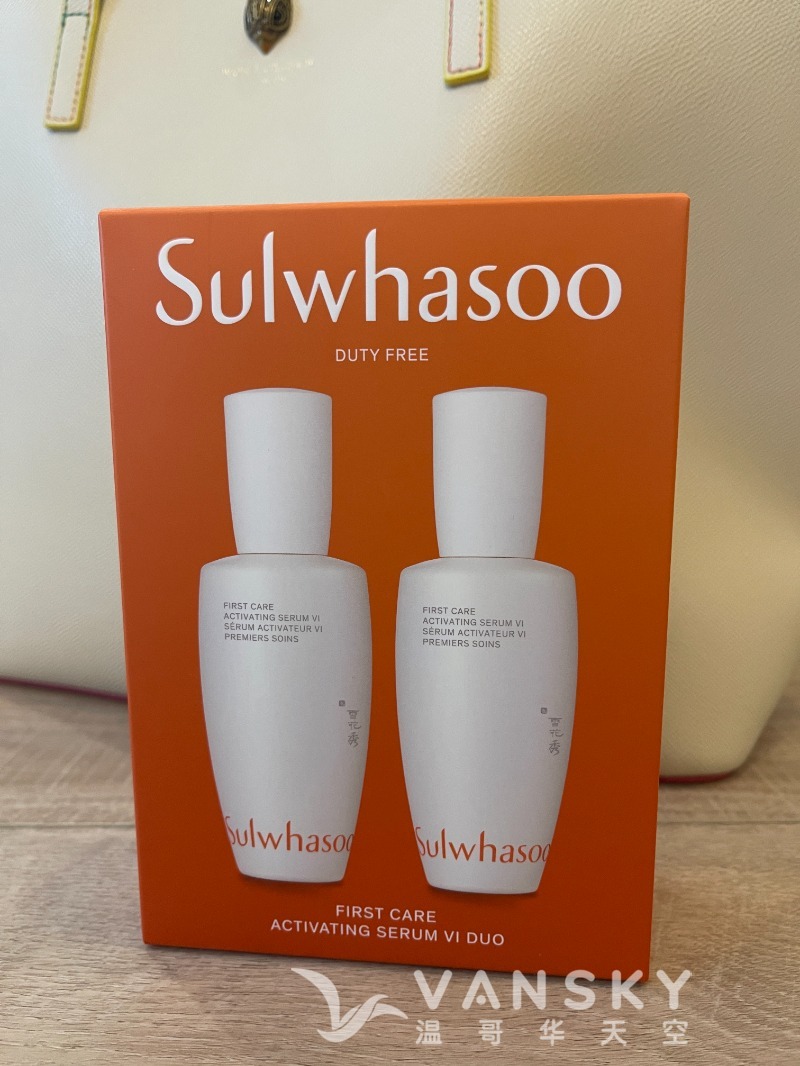 Sulwhasoo
DUTY FREE
FIRST CARE
ACTIVATING SERUM VI
SÉRUM ACTIVATEUR VI
PREMIERS SOINS
雪花秀
Sulwhasoo
FIRST CARE
ACTIVATING SERUM VI
SÉRUM ACTIVATEUR VI
PREMIERS SOINS
雪花秀
Sulwhasoo
FIRST CARE
ACTIVATING SERUM VI DUO
VANSKY
温哥华天空